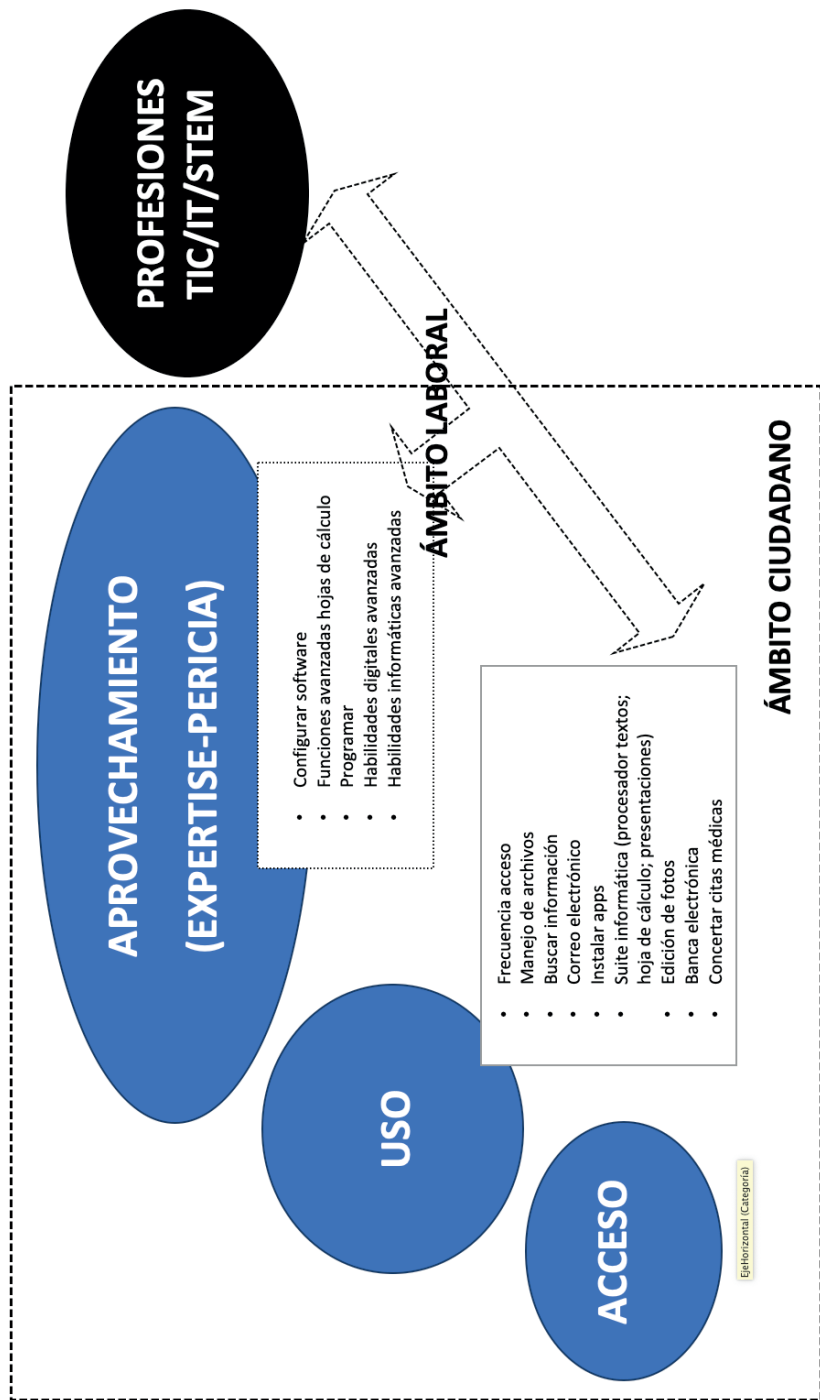 PROFESIONES
TIC/IT/STEM
APROVECHAMIENTO
(EXPERTISE-PERICIA)
• Configurar software
• Funciones avanzadas hojas de cálculo
• Programar
• Habilidades digitales avanzadas
• Habilidades informáticas avanzadas
ÁMBITO LABORAL
USO
• Frecuencia acceso
• Manejo de archivos
• Buscar información
• Correo electrónico
• Instalar apps
• Suite informática (procesador textos;
hoja de cálculo; presentaciones)
• Edición de fotos
• Banca electrónica
• Concertar citas médicas
ACCESO
EjeHorizontal (Categoría)
ÁMBITO CIUDADANO